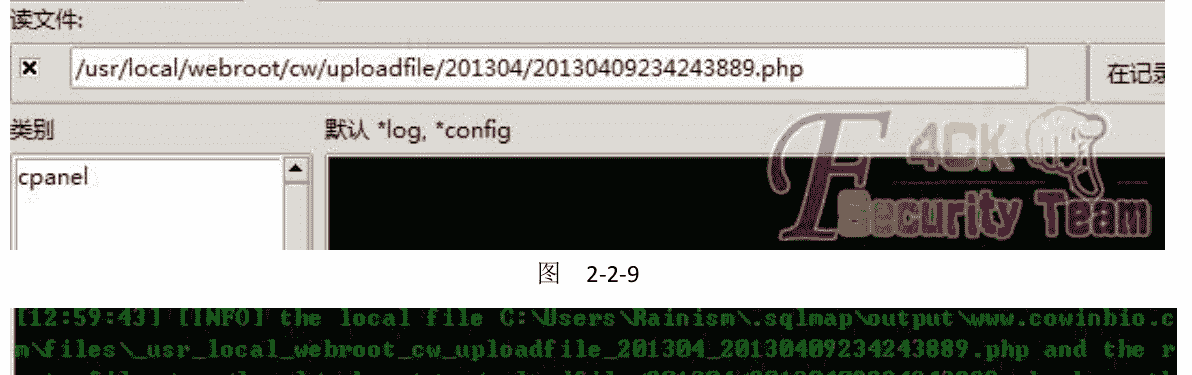 读文件:
/usr/local/webroot/cw/uploadfile/201304/20130409234243889.php
在记录
类别
默认 *log, *config
cpanel
F4CK
Security Team
图 2-2-9
[12:59:43] [INFO] the local file C:\Users\Rainism\.sqlmap\output\www.cowinbio.c
m\files\_usr_local_webroot_cw_uploadfile_201304_20130409234243889.php and the r